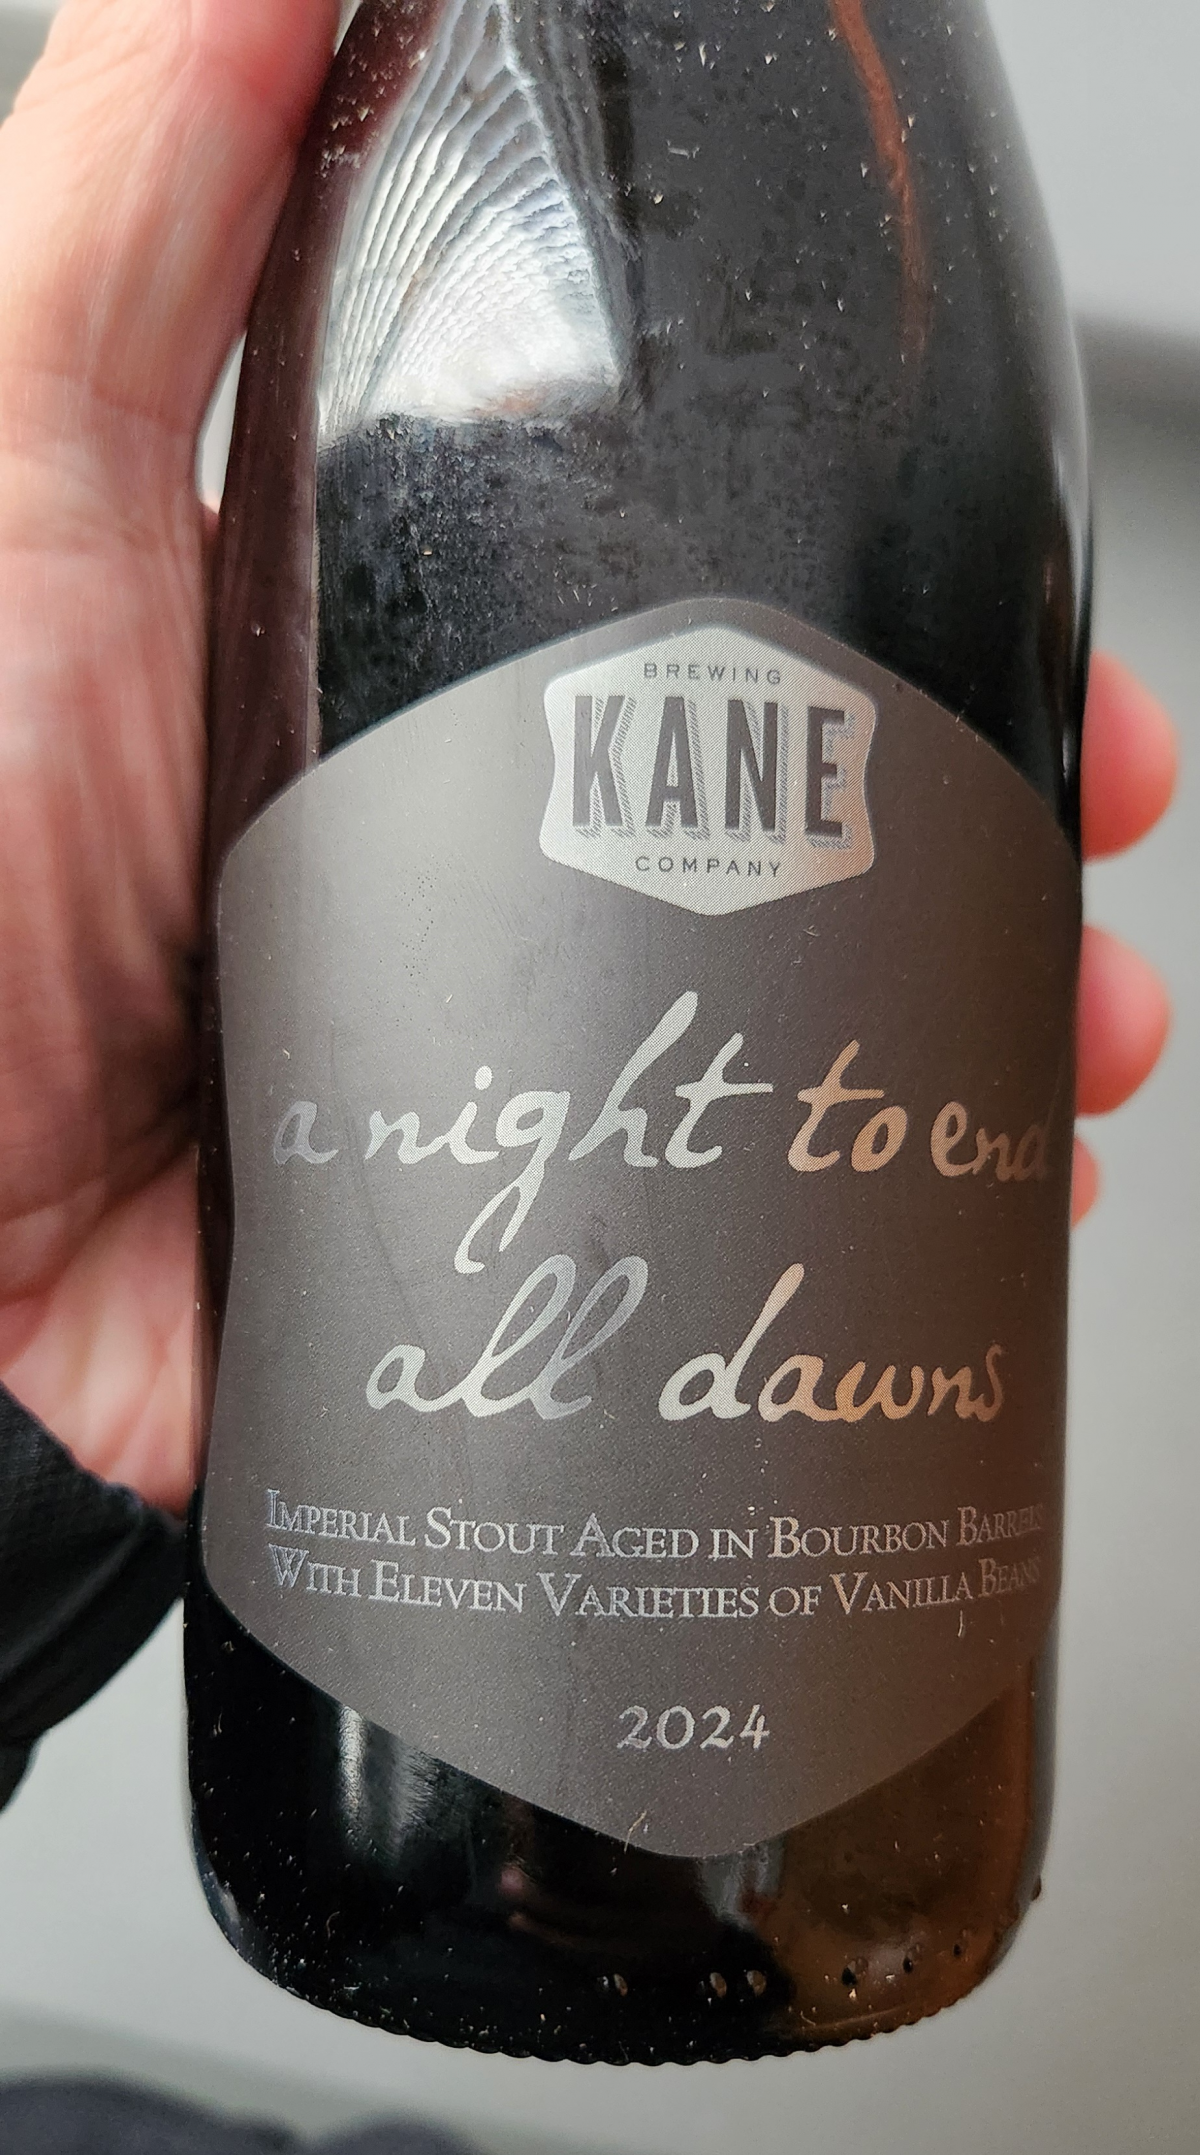 BREWING
KANE
COMPANY
a night to end
all dawns
Imperial Stout Aged in Bourbon Barrels
With Eleven Varieties of Vanilla Beans
2024